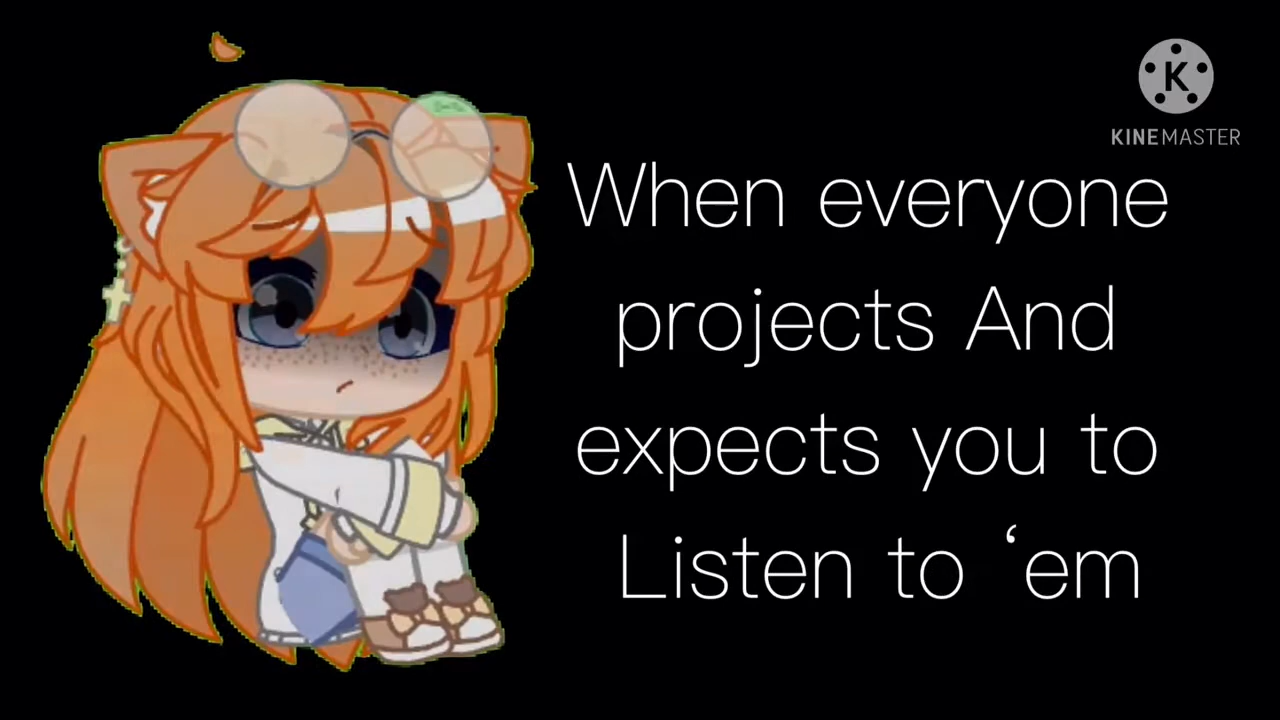 KINEMASTER
When everyone
projects And
expects you to
Listen to ‘em